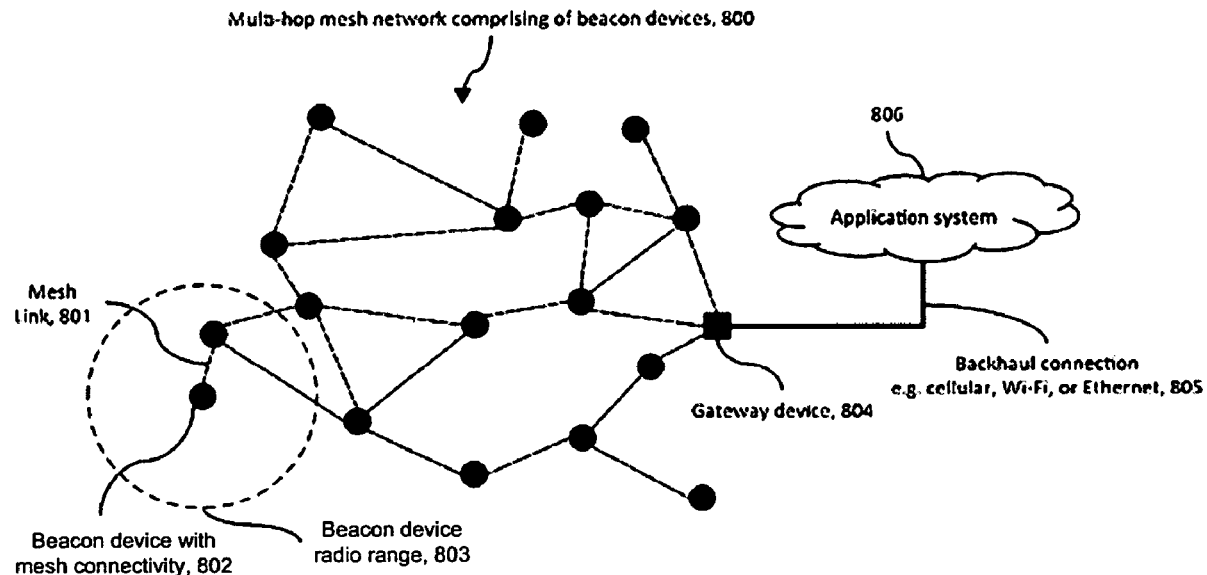 Multi-hop mesh network comprising of beacon devices, 800
806
Application system
Mesh
Link, 801
Backhaul connection
e.g. cellular, Wi-Fi, or Ethernet, 805
Gateway device, 804
Beacon device with
mesh connectivity, 802
Beacon device
radio range, 803